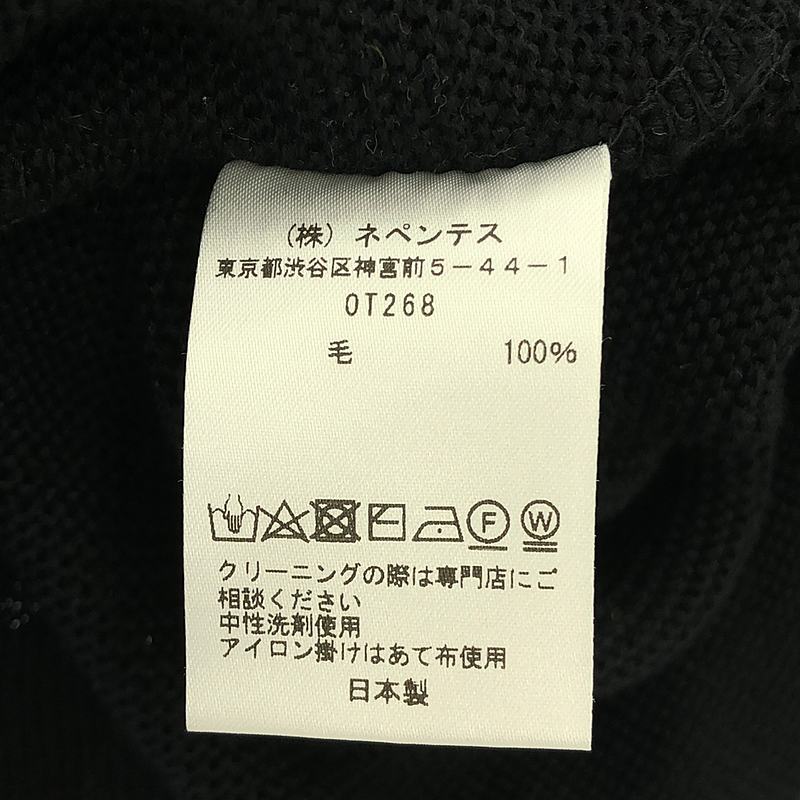 (株) ネペンテス
東京都渋谷区神宮前5-44-1
OT268
毛 100%
F W
クリーニングの際は専門店にご
相談ください
中性洗剤使用
アイロン掛けはあて布使用
日本製